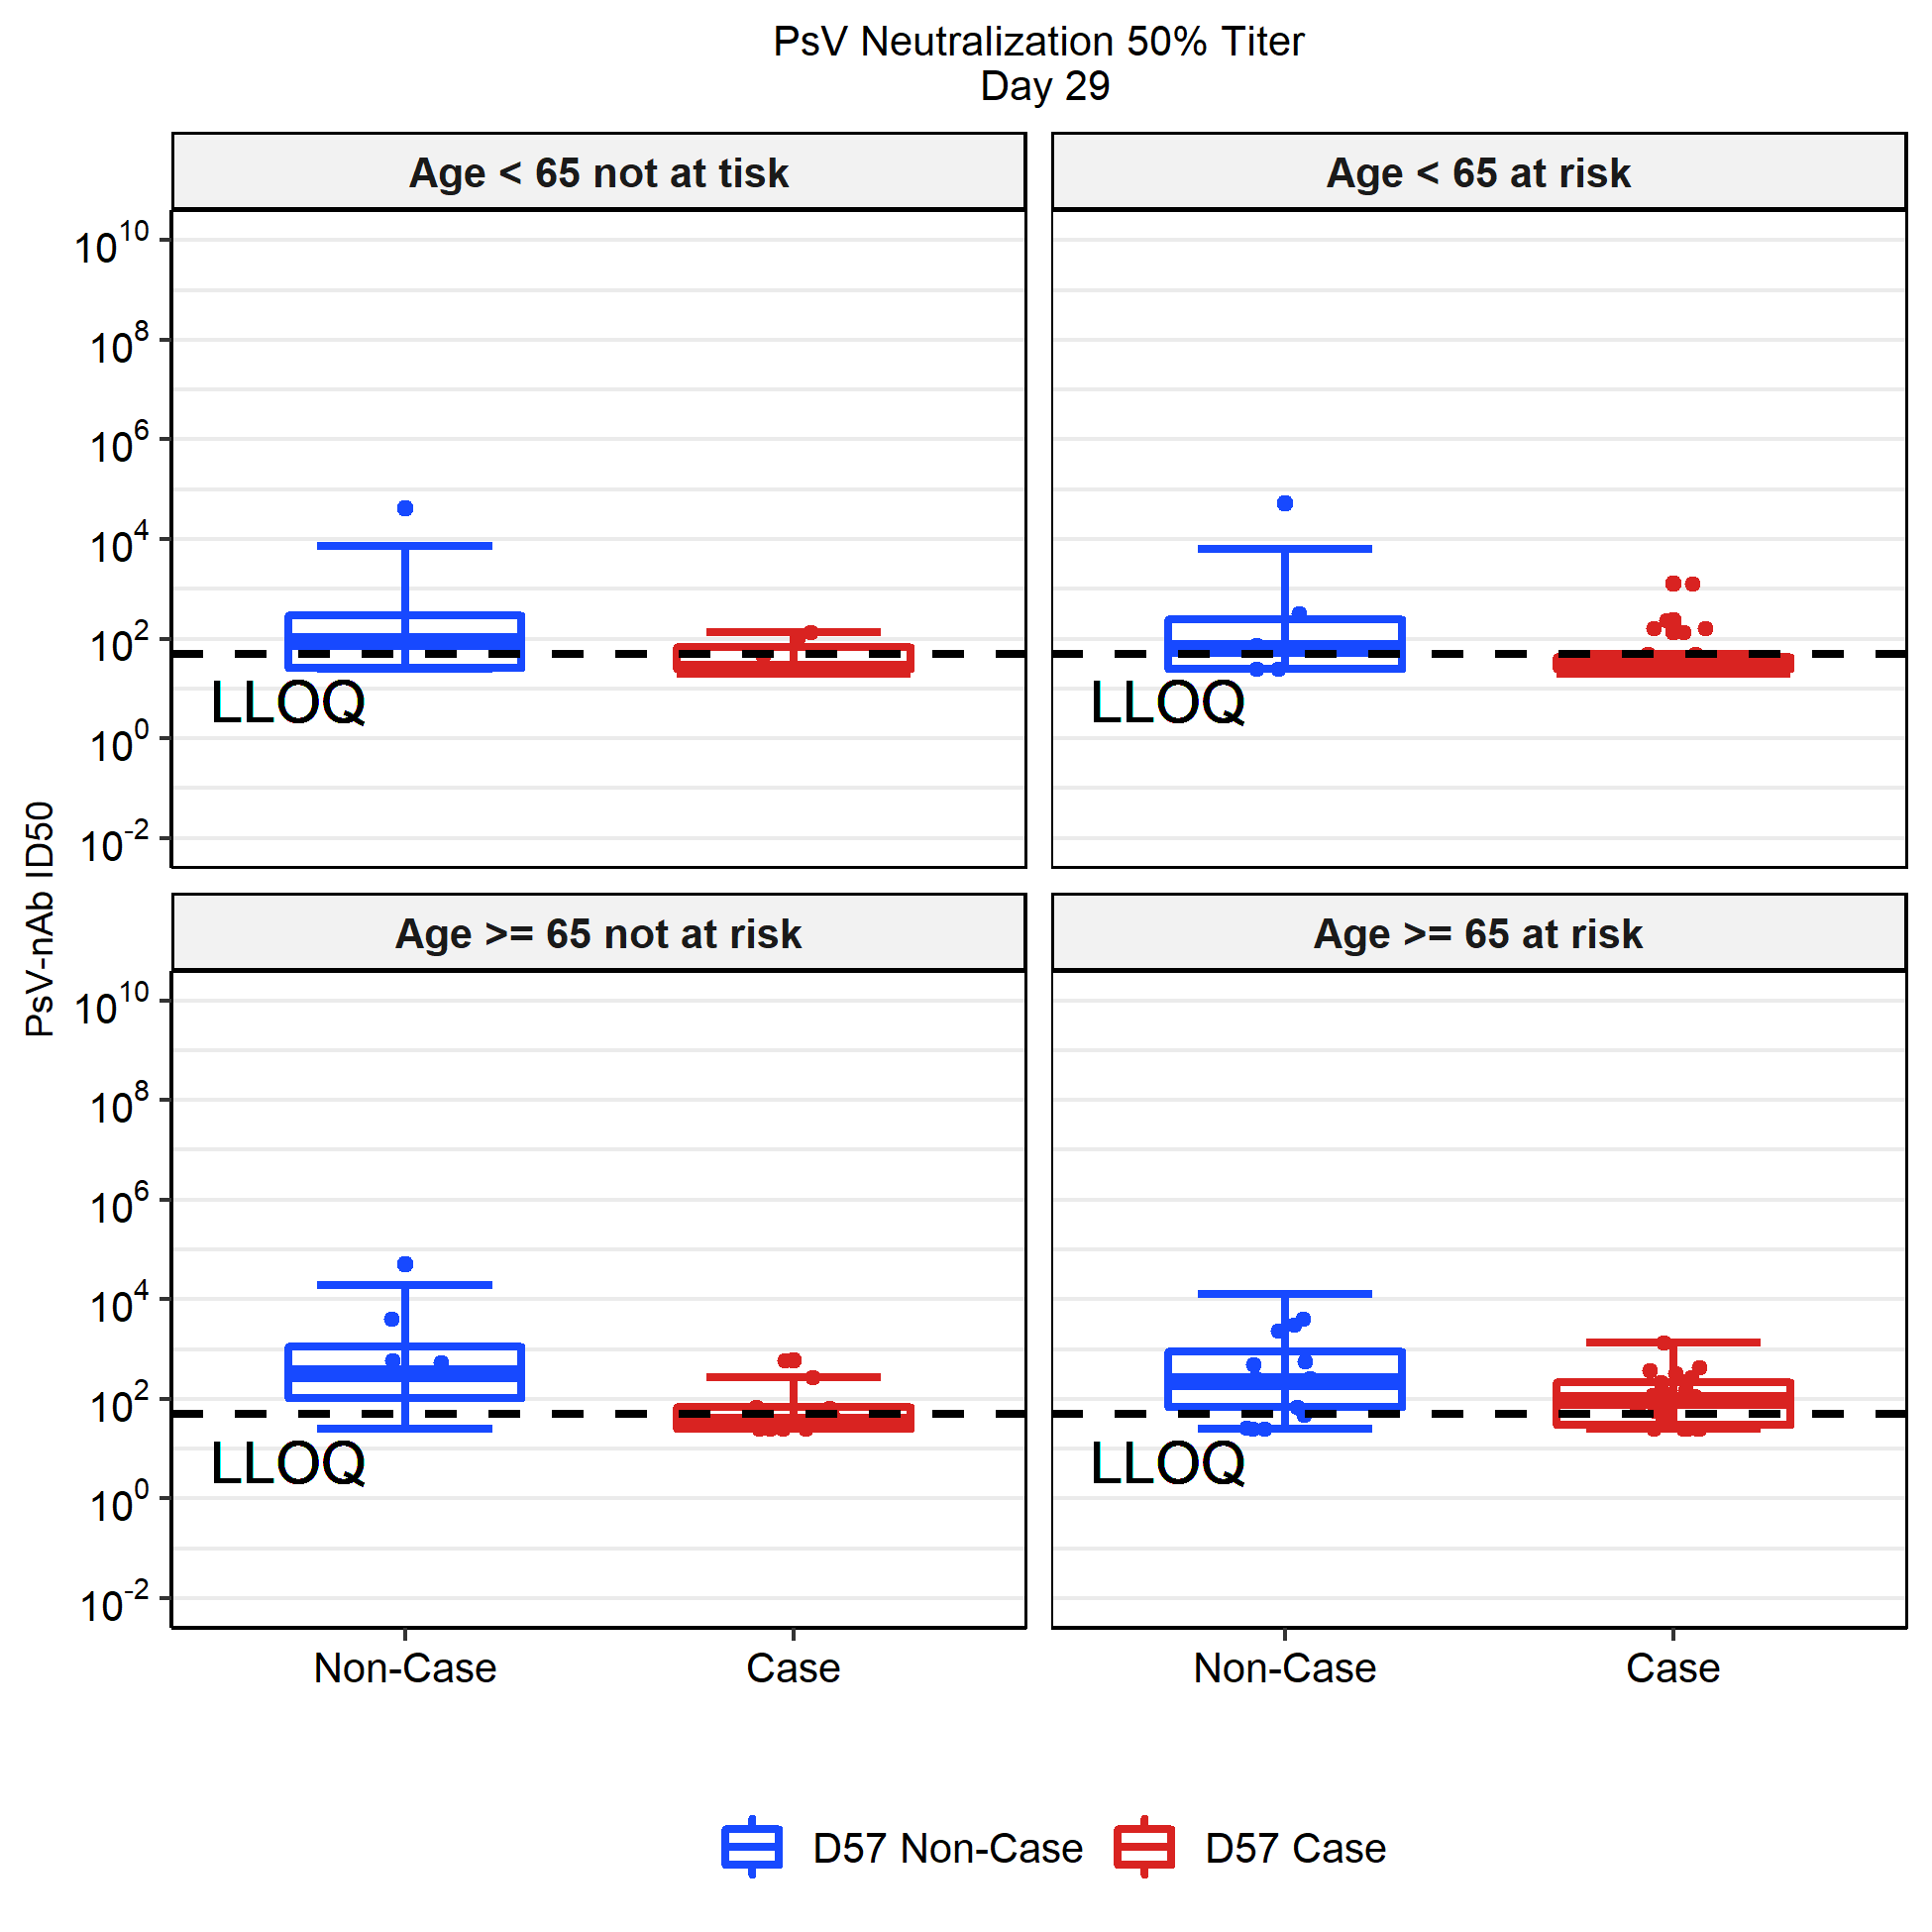 PsV Neutralization 50% Titer
Day 29
Age < 65 not at tisk
Age < 65 at risk
10^10
10^8
10^6
10^4
10^2
10^0
10^-2
LLOQ
LLOQ
PsV-nAb ID50
Age >= 65 not at risk
Age >= 65 at risk
10^10
10^8
10^6
10^4
10^2
10^0
10^-2
LLOQ
LLOQ
Non-Case
Case
Non-Case
Case
D57 Non-Case
D57 Case